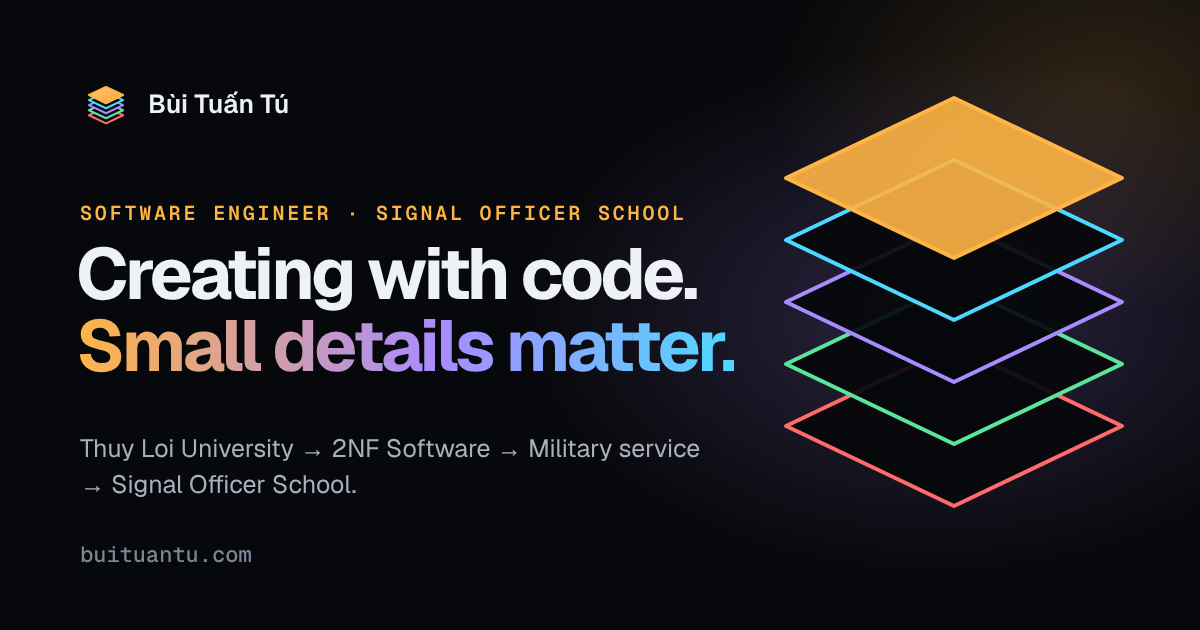 Bùi Tuấn Tú
SOFTWARE ENGINEER · SIGNAL OFFICER SCHOOL
Creating with code.
Small details matter.
Thuy Loi University → 2NF Software → Military service
→ Signal Officer School.
buituantu.com